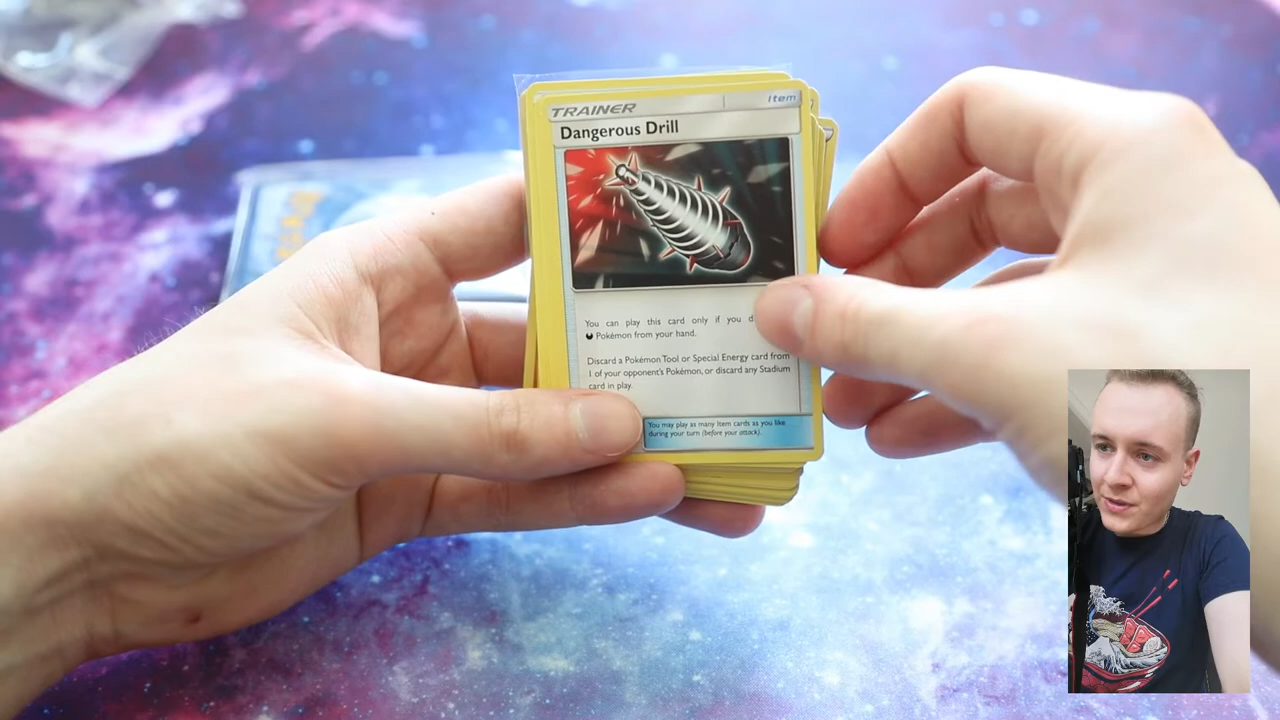 TRAINER Item
Dangerous Drill
You can play this card only if you
Pokémon from your hand.
Discard a Pokémon Tool or Special Energy card from
1 of your opponent's Pokémon, or discard any Stadium
card in play.
You may play as many Item cards as you like
during your turn (before your attack).